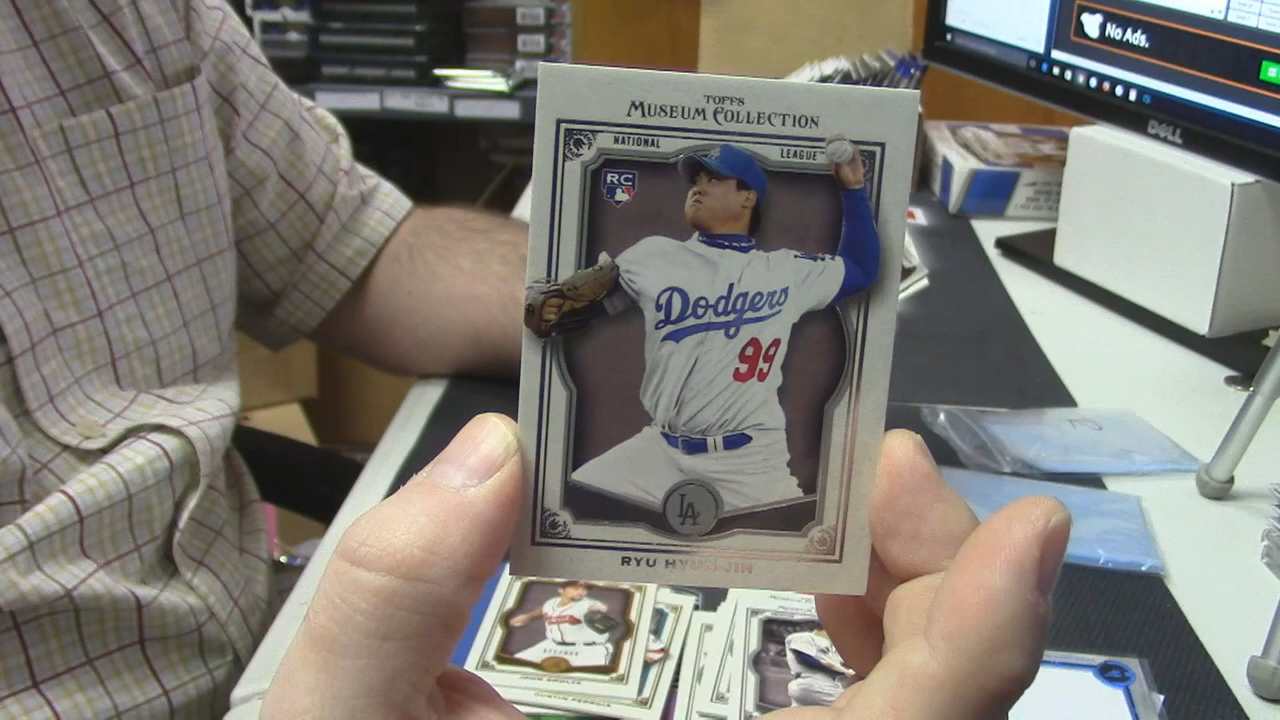 TOPPS
MUSEUM COLLECTION
NATIONAL
LEAGUE
RC
Dodgers
99
LA
RYU HYUN-JIN
No Ads.
DELL